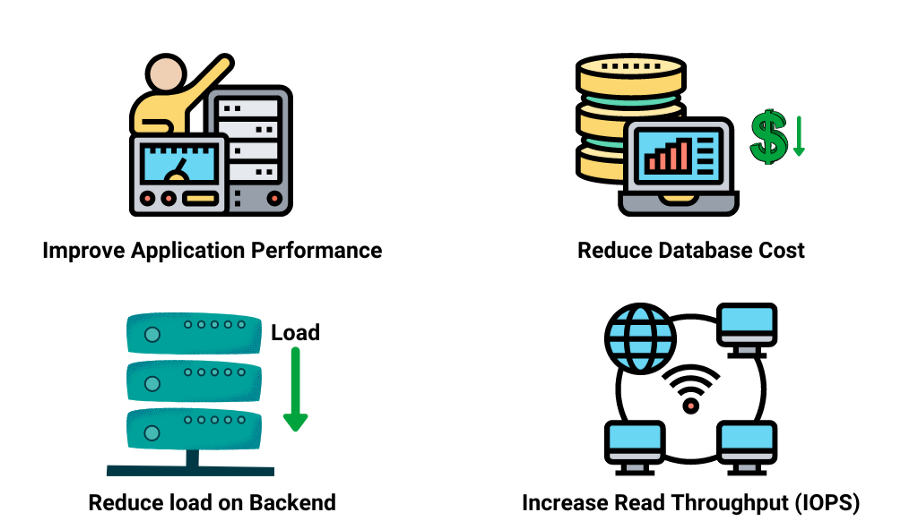 Improve Application Performance
Reduce Database Cost
Load
Reduce load on Backend
Increase Read Throughput (IOPS)